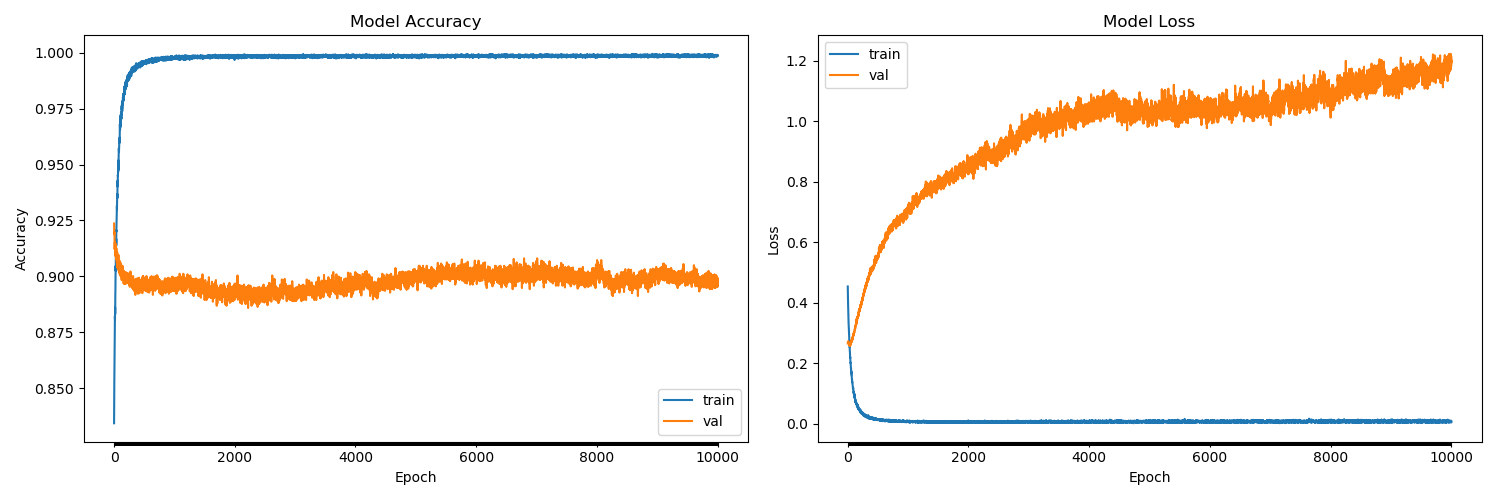 Model Accuracy
1.000
0.975
0.950
0.925
0.900
0.875
0.850
Accuracy
train
val
0 2000 4000 6000 8000 10000
Epoch
Model Loss
train
val
1.2
1.0
0.8
0.6
0.4
0.2
0.0
Loss
0 2000 4000 6000 8000 10000
Epoch